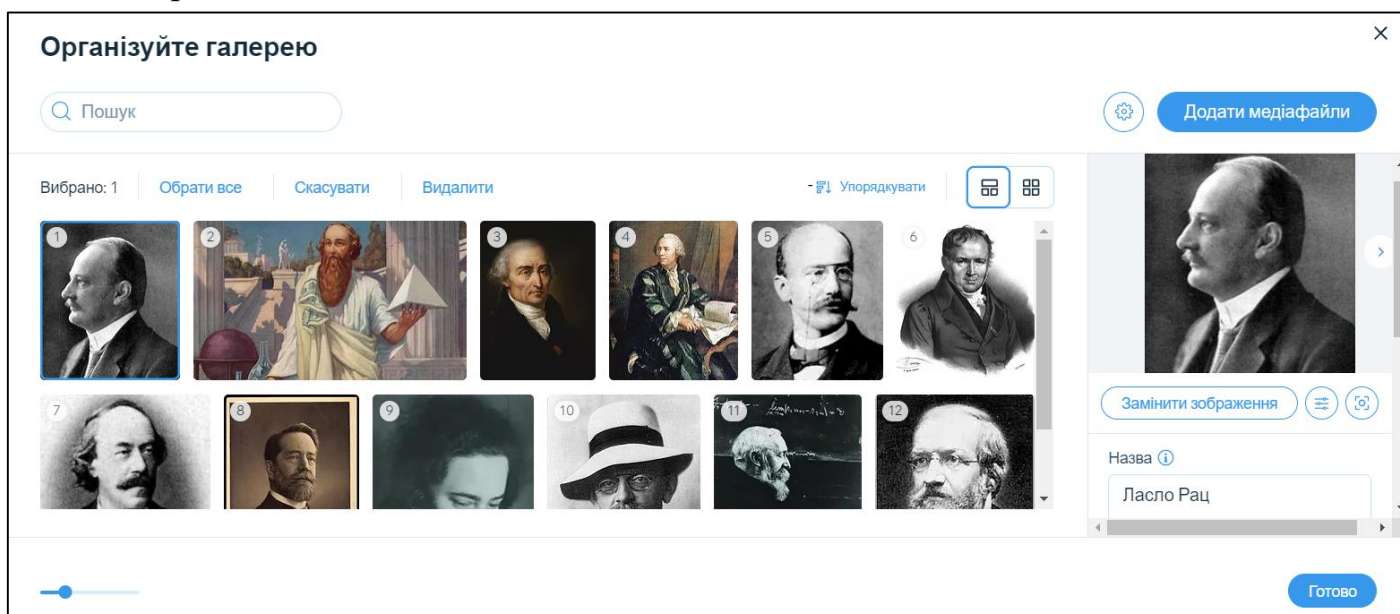 Організуйте галерею
Пошук
Додати медіафайли
Вибрано: 1 Обрати все Скасувати Видалити - Упорядкувати
1 2 3 4 5 6
7 8 9 10 11 12
Замінити зображення
Назва
Ласло Рац
Готово